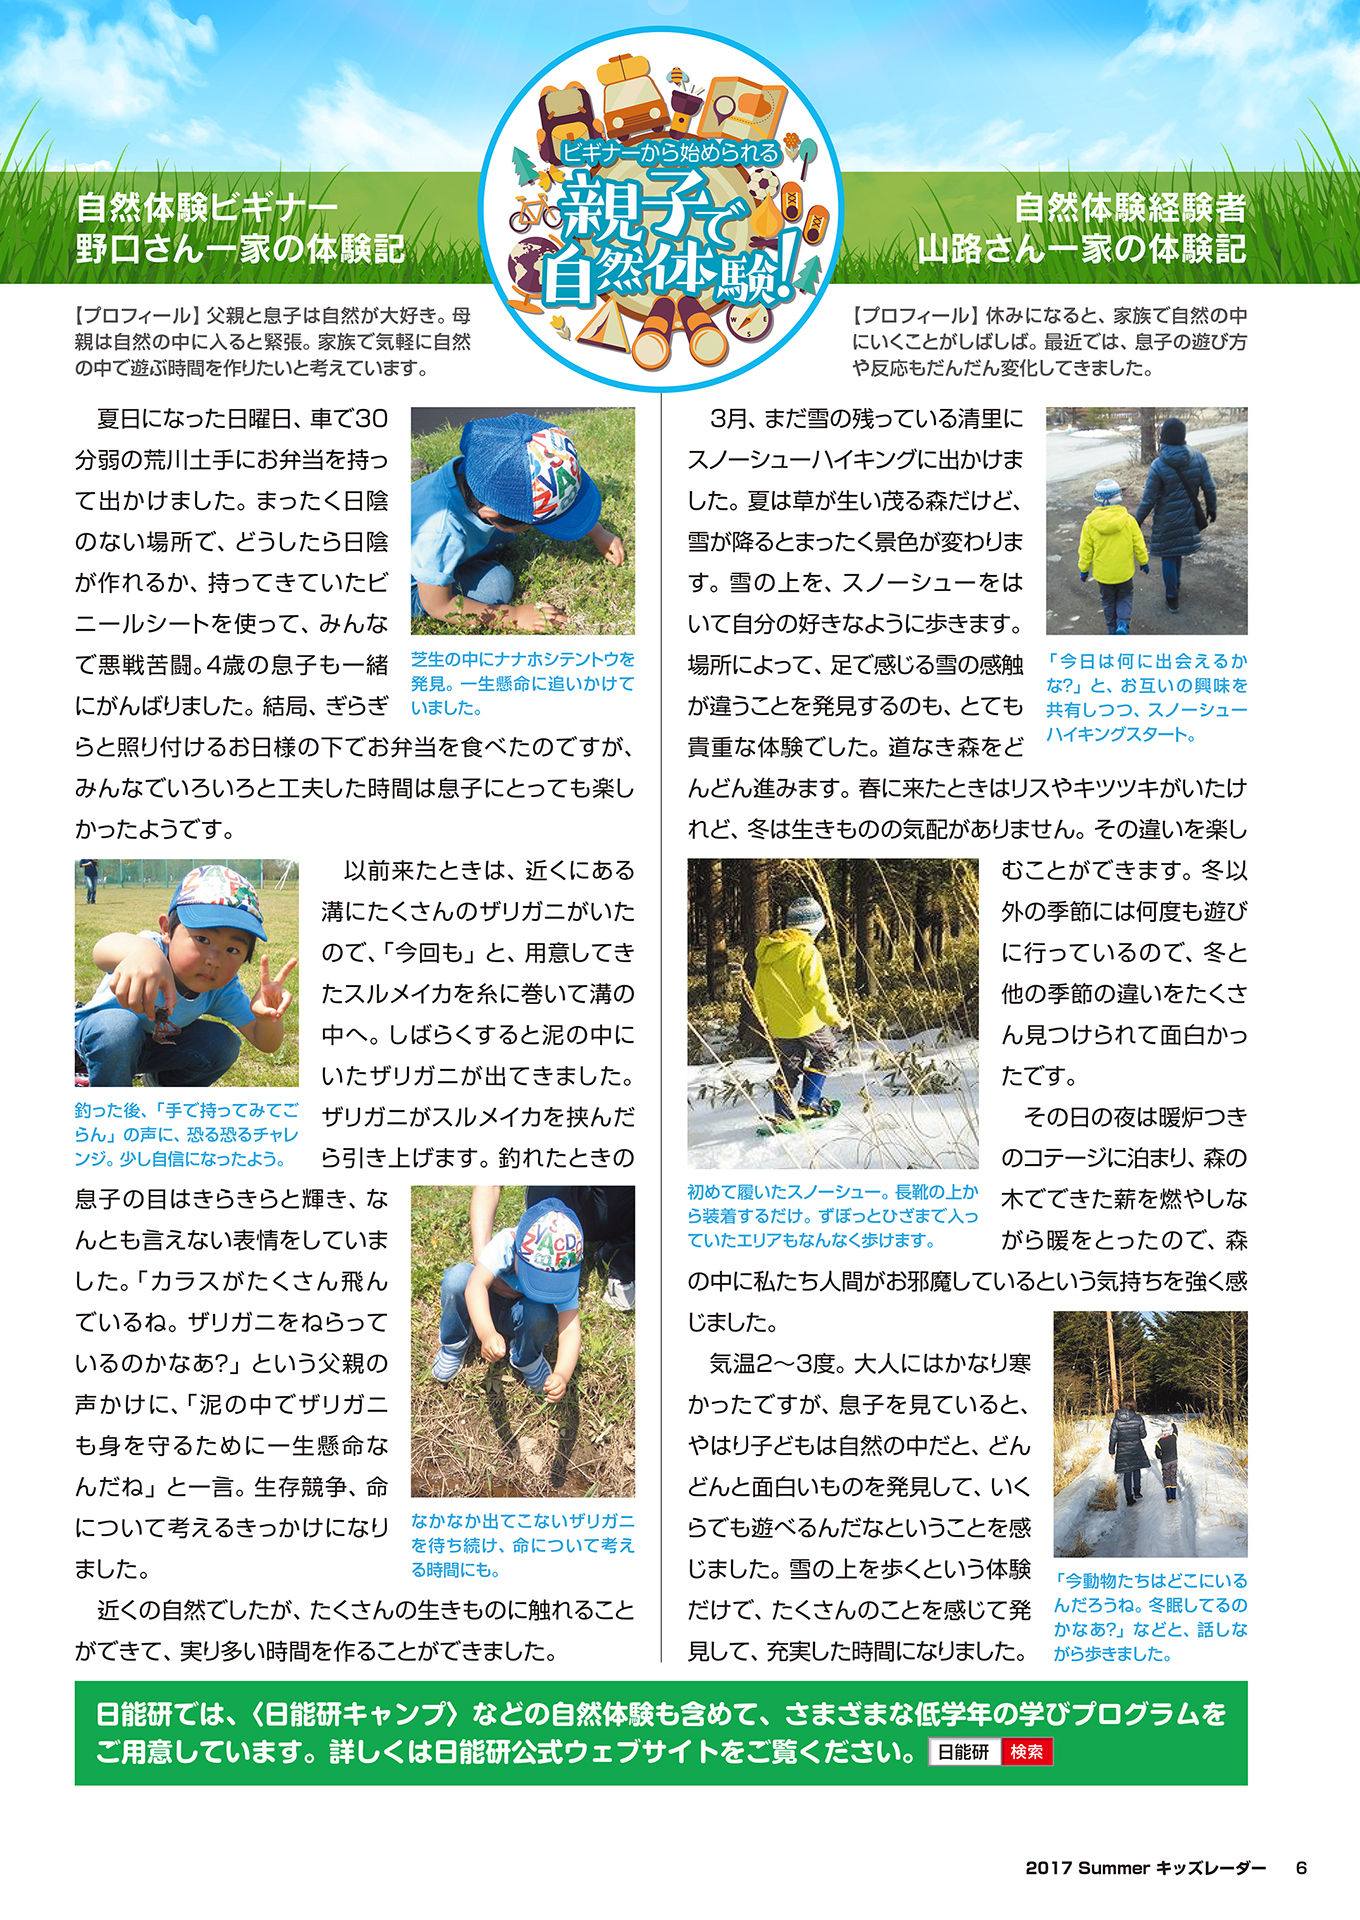 ビギナーから始められる
親子で
自然体験!
自然体験ビギナー
野口さん一家の体験記
【プロフィール】父親と息子は自然が大好き。母
親は自然の中に入ると緊張。家族で気軽に自然
の中で遊ぶ時間を作りたいと考えています。
夏日になった日曜日、車で30
分弱の荒川土手にお弁当を持っ
て出かけました。まったく日陰
のない場所で、どうしたら日陰
が作れるか、持ってきていたビ
ニールシートを使って、みんな
で悪戦苦闘。4歳の息子も一緒
にがんばりました。結局、ぎらぎ
らと照り付けるお日様の下でお弁当を食べたのですが、
みんなでいろいろと工夫した時間は息子にとっても楽し
かったようです。
芝生の中にナナホシテントウを
発見。一生懸命に追いかけて
いました。
以前来たときは、近くにある
溝にたくさんのザリガニがいた
ので、「今回も」と、用意してき
たスルメイカを糸に巻いて溝の
中へ。しばらくすると泥の中に
いたザリガニが出てきました。
ザリガニがスルメイカを挟んだ
ら引き上げます。釣れたときの
息子の目はきらきらと輝き、な
んとも言えない表情をしていま
した。「カラスがたくさん飛ん
でいるね。ザリガニをねらって
いるのかなあ?」という父親の
声かけに、「泥の中でザリガニ
も身を守るために一生懸命な
んだね」と一言。生存競争、命
について考えるきっかけになり
ました。
釣った後、「手で持ってみてご
らん」の声に、恐る恐るチャレ
ンジ。少し自信になったよう。
なかなか出てこないザリガニ
を待ち続け、命について考え
る時間にも。
近くの自然でしたが、たくさんの生きものに触れること
ができて、実り多い時間を作ることができました。
自然体験経験者
山路さん一家の体験記
【プロフィール】休みになると、家族で自然の中
にいくことがしばしば。最近では、息子の遊び方
や反応もだんだん変化してきました。
3月、まだ雪の残っている清里に
スノーシューハイキングに出かけま
した。夏は草が生い茂る森だけど、
雪が降るとまったく景色が変わりま
す。雪の上を、スノーシューをは
いて自分の好きなように歩きます。
場所によって、足で感じる雪の感触
が違うことを発見するのも、とても
貴重な体験でした。道なき森をど
んどん進みます。春に来たときはリスやキツツキがいたけ
れど、冬は生きものの気配がありません。その違いを楽し
むことができます。冬以
外の季節には何度も遊び
に行っているので、冬と
他の季節の違いをたくさ
ん見つけられて面白かっ
たです。
「今日は何に出会えるか
な?」と、お互いの興味を
共有しつつ、スノーシュー
ハイキングスタート。
初めて履いたスノーシュー。長靴の上か
ら装着するだけ。ずぼっとひざまで入っ
ていたエリアもなんなく歩けます。
その日の夜は暖炉つき
のコテージに泊まり、森の
木でできた薪を燃やしな
がら暖をとったので、森
の中に私たち人間がお邪魔しているという気持ちを強く感
じました。
気温2〜3度。大人にはかなり寒
かったですが、息子を見ていると、
やはり子どもは自然の中だと、どん
どんと面白いものを発見して、いく
らでも遊べるんだなということを感
じました。雪の上を歩くという体験
だけで、たくさんのことを感じて発
見して、充実した時間になりました。
「今動物たちはどこにいる
んだろうね。冬眠してるの
かなあ?」などと、話しな
がら歩きました。
日能研では、〈日能研キャンプ〉などの自然体験も含めて、さまざまな低学年の学びプログラムを
ご用意しています。詳しくは日能研公式ウェブサイトをご覧ください。 日能研 検索
2017 Summer キッズレーダー 6